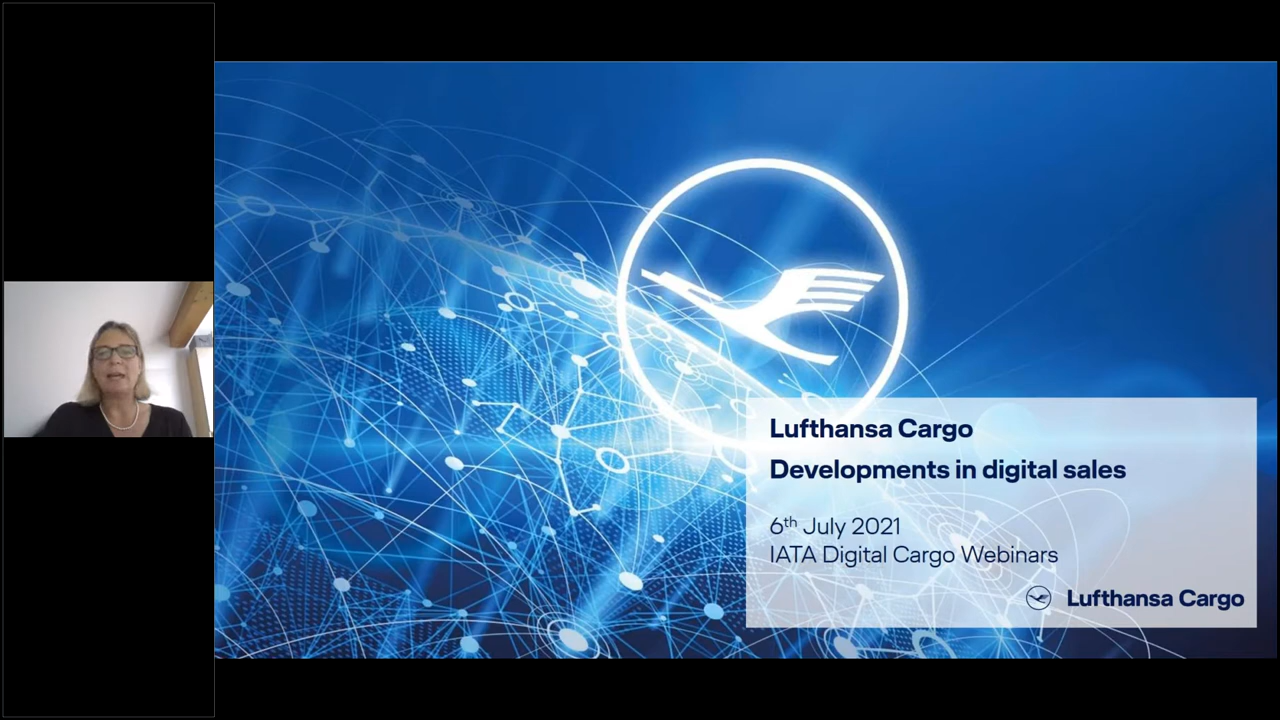 Lufthansa Cargo
Developments in digital sales
6th July 2021
IATA Digital Cargo Webinars
Lufthansa Cargo